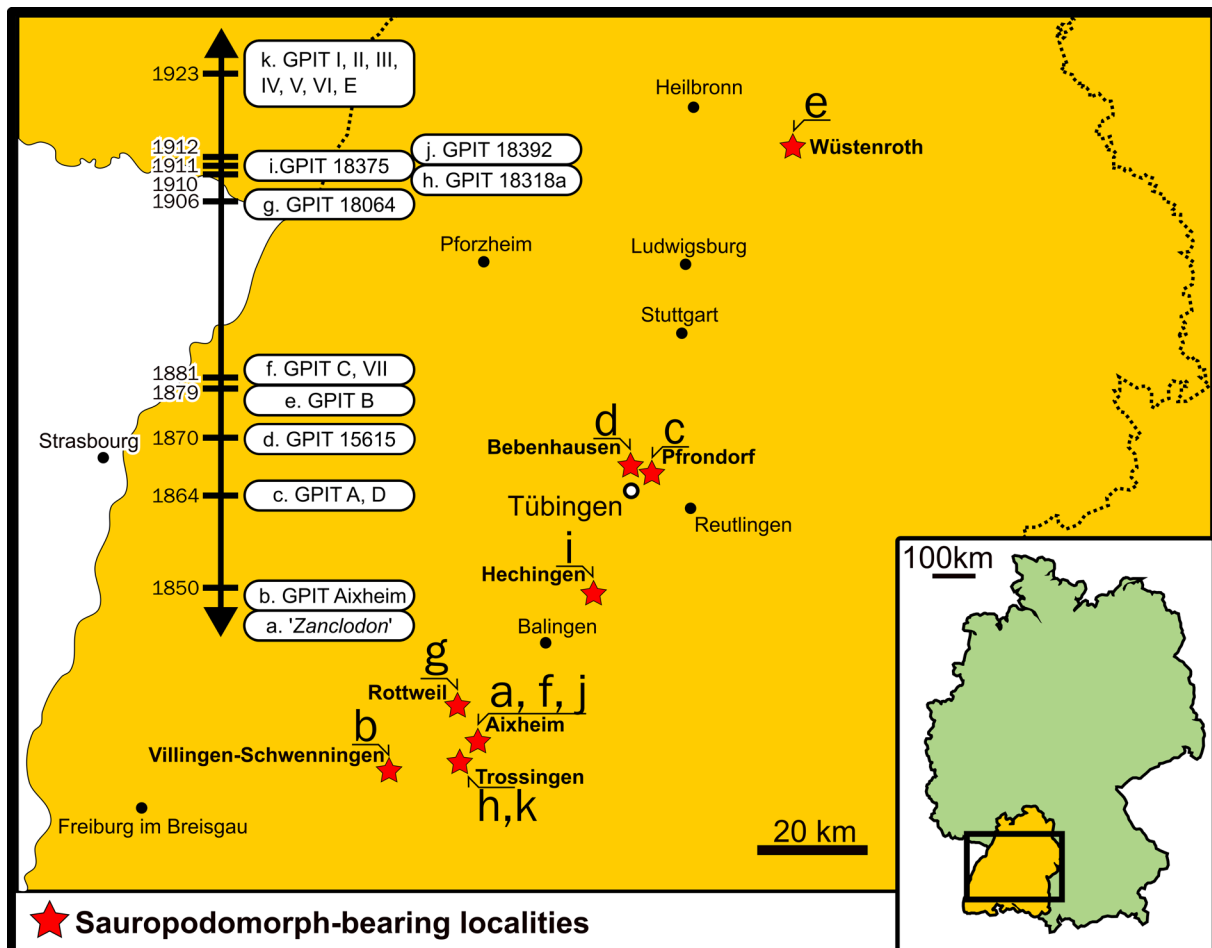 1923
k. GPIT I, II, III,
IV, V, VI, E
1912
1911
1910
1906
j. GPIT 18392
i.GPIT 18375
h. GPIT 18318a
g. GPIT 18064
1881
1879
1870
1864
1850
f. GPIT C, VII
e. GPIT B
d. GPIT 15615
c. GPIT A, D
b. GPIT Aixheim
a. 'Zanclodon'
Heilbronn
e
Wüstenroth
Pforzheim
Ludwigsburg
Stuttgart
Strasbourg
d
Bebenhausen
c
Pfrondorf
Tübingen
Reutlingen
i
Hechingen
Balingen
g
Rottweil
a, f, j
Aixheim
b
Villingen-Schwenningen
Trossingen
h,k
Freiburg im Breisgau
20 km
100km
Sauropodomorph-bearing localities